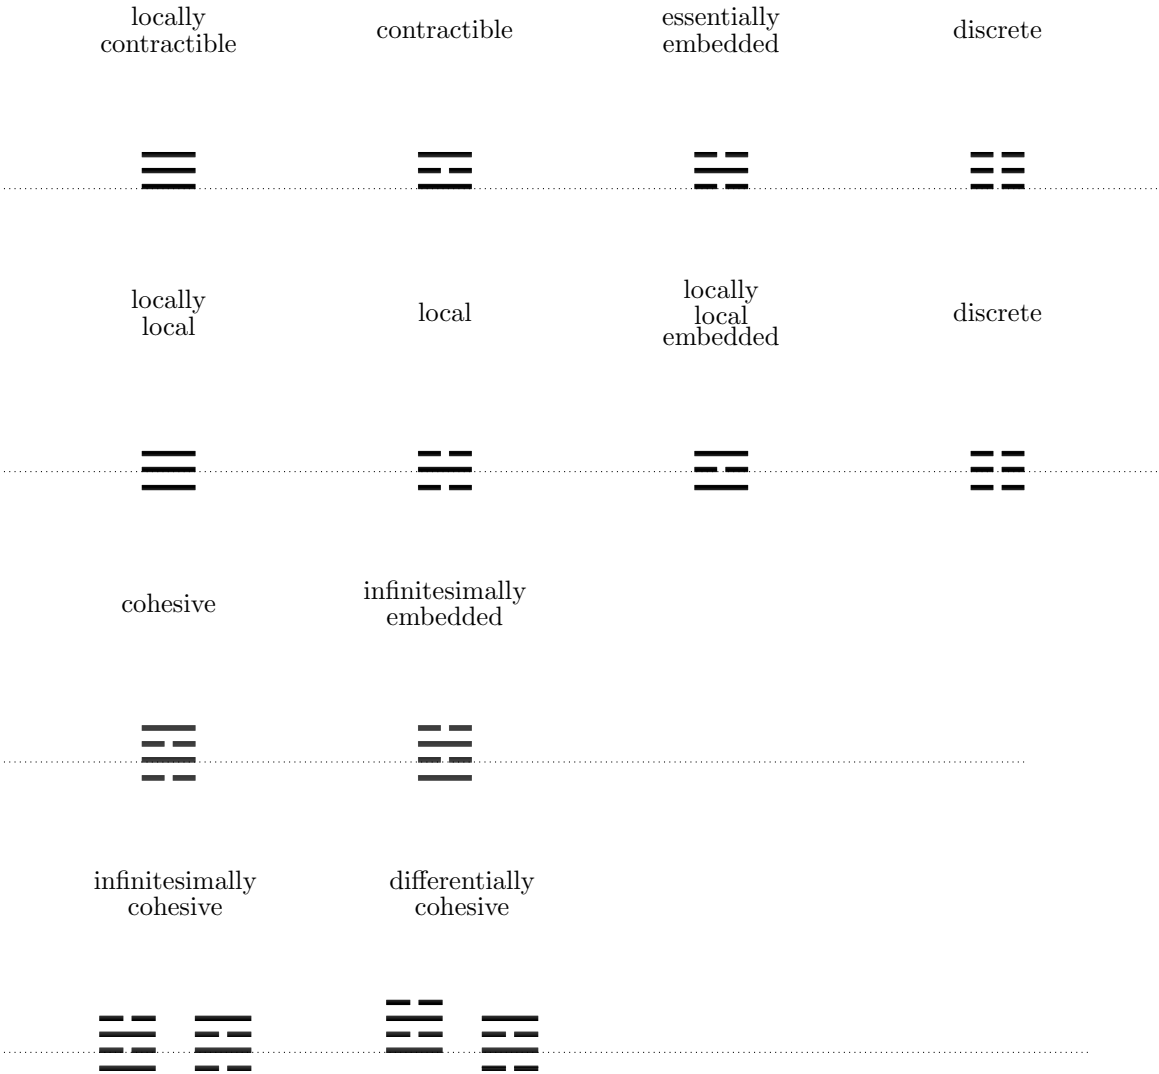 locally
contractible
contractible
essentially
embedded
discrete
locally
local
local
locally
local
embedded
discrete
cohesive
infinitesimally
embedded
infinitesimally
cohesive
differentially
cohesive